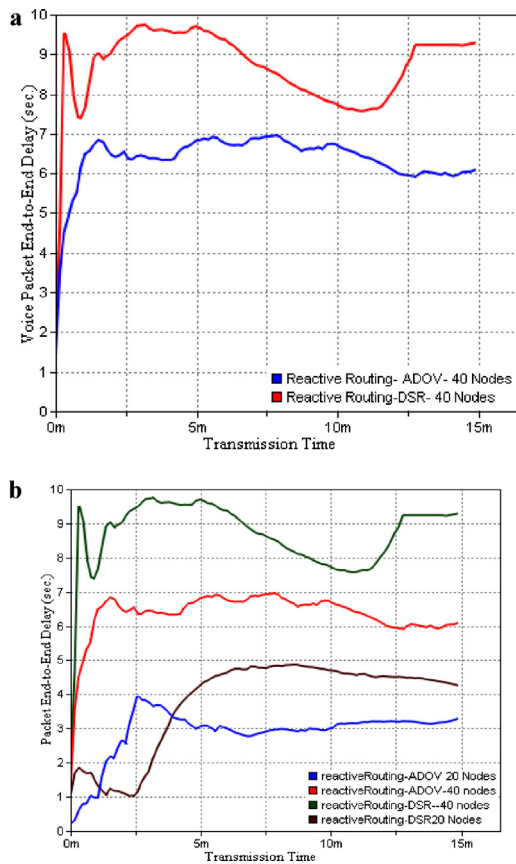 a
10
9
8
7
6
5
4
3
2
1
0
Voice Packet End-to-End Delay (sec.)
0m
5m
10m
15m
Transmission Time
Reactive Routing- ADOV- 40 Nodes
Reactive Routing-DSR- 40 Nodes
b
10
9
8
7
6
5
4
3
2
1
0
Packet End-to-End Delay (sec.)
0m
5m
10m
15m
Transmission Time
reactiveRouting-ADOV 20 Nodes
reactiveRouting-ADOV-40 nodes
reactiveRouting-DSR--40 nodes
reactiveRouting-DSR20 Nodes